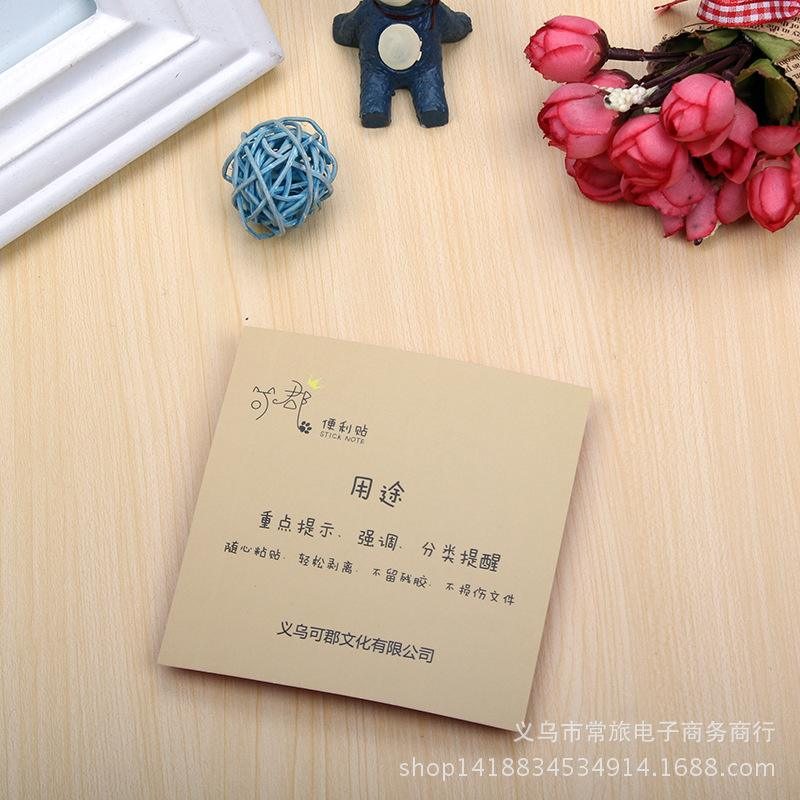 可郡
便利贴
STICK NOTE
用途
重点提示、强调、分类提醒
随心粘贴、轻松剥离、不留残胶、不损伤文件
义乌可郡文化有限公司
义乌市常旅电子商务商行
shop1418834534914.1688.com